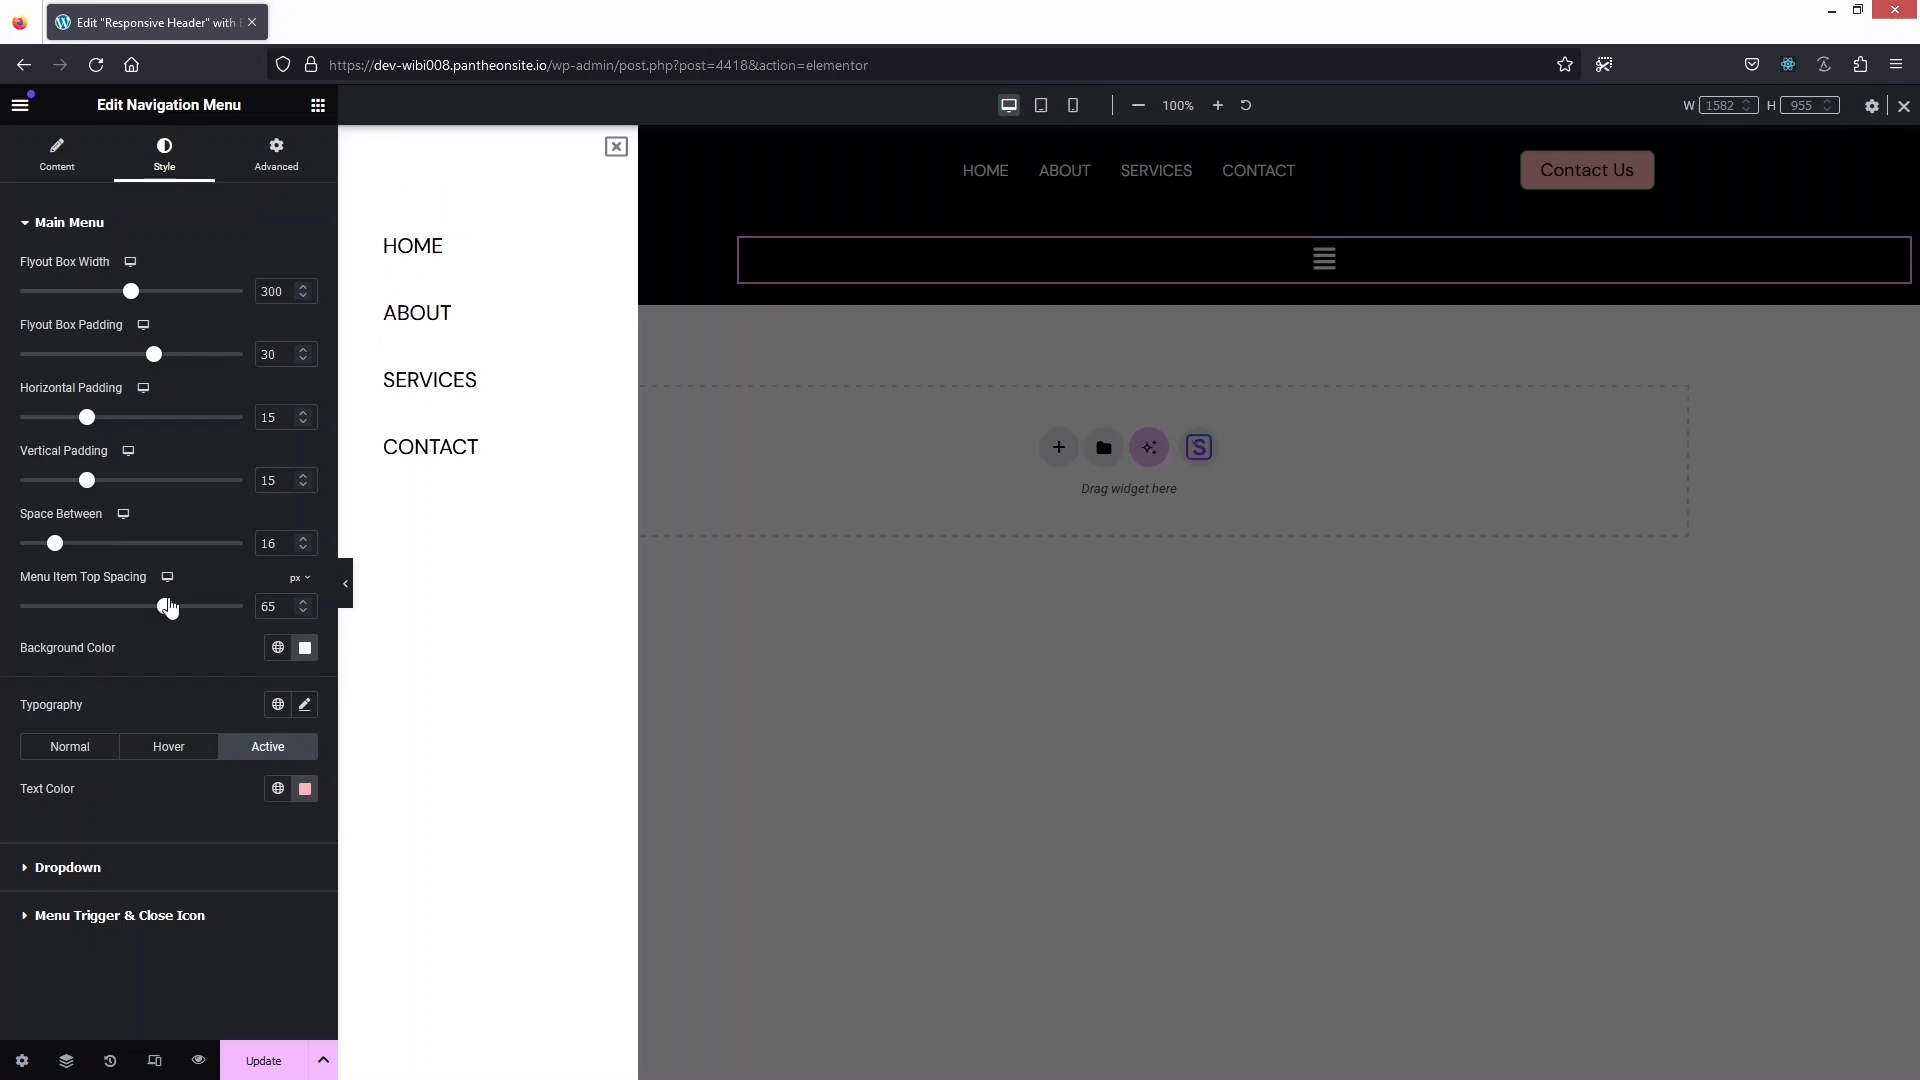 Edit "Responsive Header" with
https://dev-wibi008.pantheonsite.io/wp-admin/post.php?post=4418&action=elementor
Edit Navigation Menu
100%
W 1582 H 955
Content
Style
Advanced
Main Menu
Flyout Box Width
300
Flyout Box Padding
30
Horizontal Padding
15
Vertical Padding
15
Space Between
16
Menu Item Top Spacing
px
65
Background Color
Typography
Normal
Hover
Active
Text Color
Dropdown
Menu Trigger & Close Icon
Update
HOME
ABOUT
SERVICES
CONTACT
HOME ABOUT SERVICES CONTACT
Contact Us
S
Drag widget here